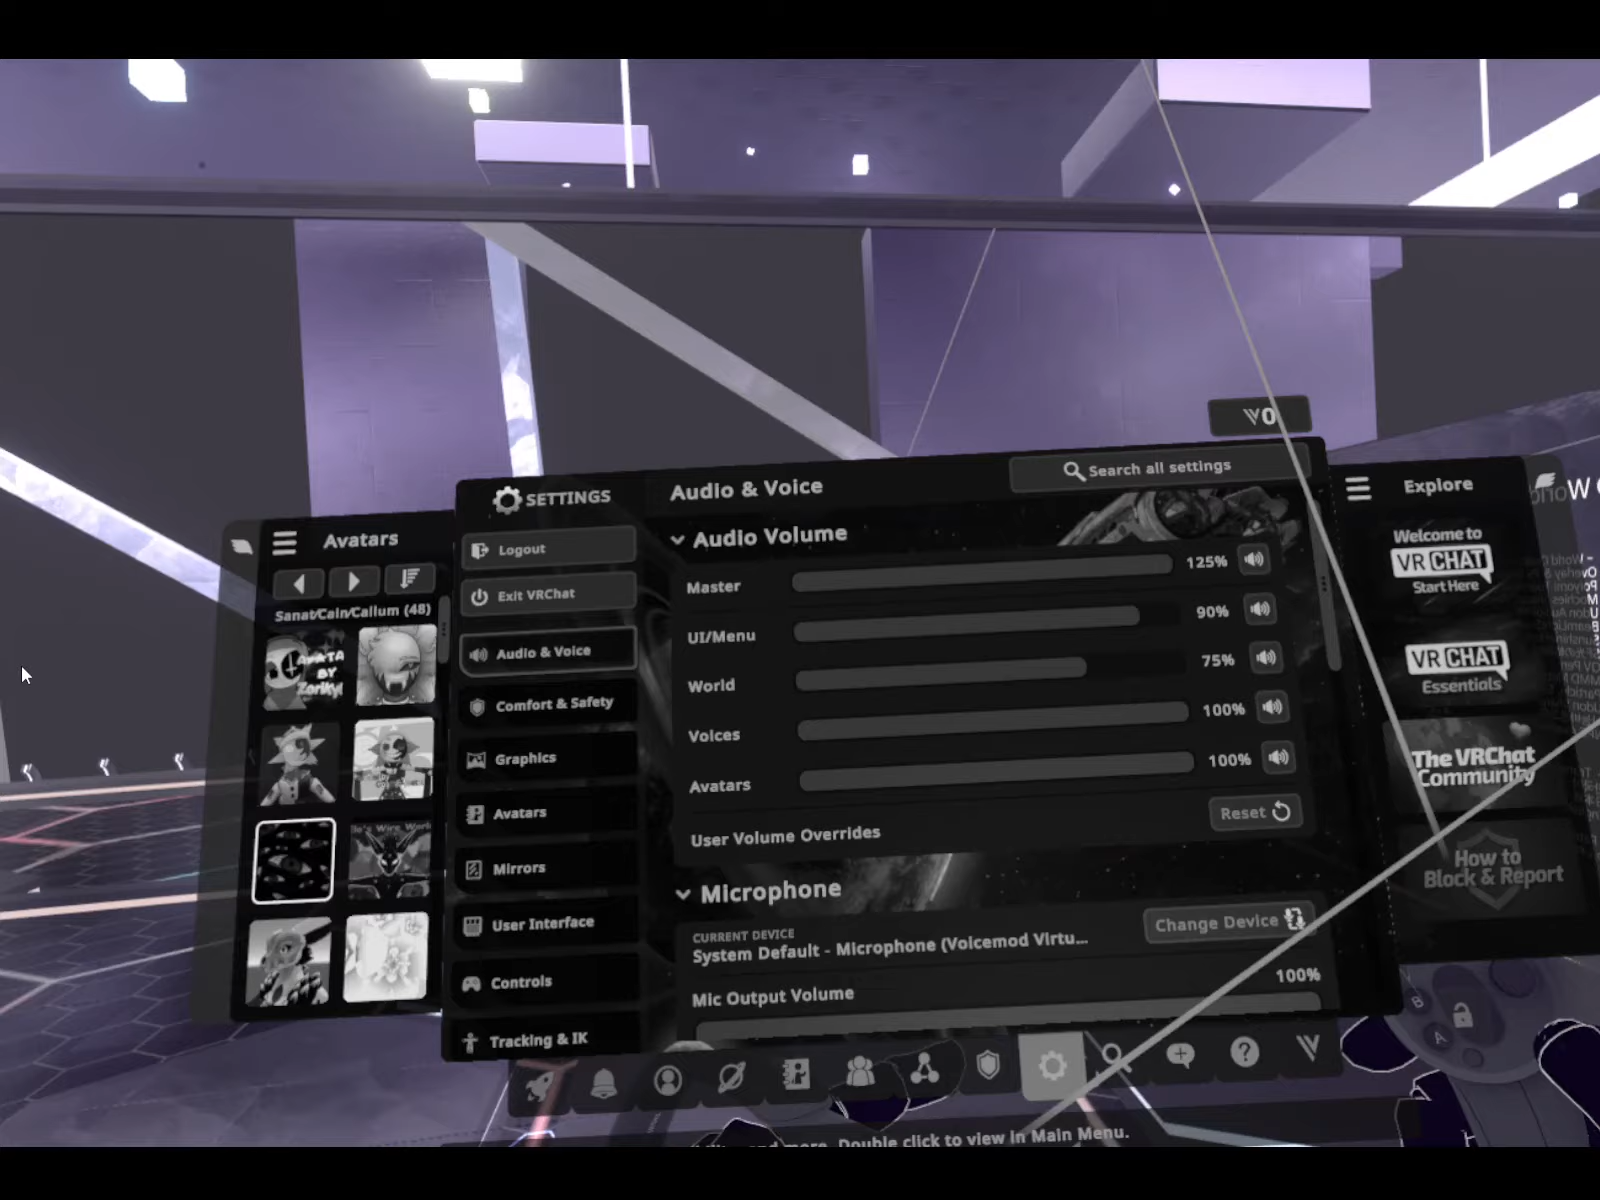 V0
SETTINGS
Audio & Voice
Search all settings
Logout
Exit VRChat
Audio & Voice
Comfort & Safety
Graphics
Avatars
Mirrors
User Interface
Controls
Tracking & IK
Audio Volume
Master 125%
UI/Menu 90%
World 75%
Voices 100%
Avatars 100%
User Volume Overrides Reset
Microphone
CURRENT DEVICE
System Default - Microphone (Voicemod Virtu...
Change Device
Mic Output Volume 100%
Avatars
Sanat/Cain/Callum (48)
AVATA
BY
Zorikyl
Explore
Welcome to
VRCHAT
Start Here
VRCHAT
Essentials
The VRChat
Community
How to
Block & Report
B
A
more. Double click to view in Main Menu.